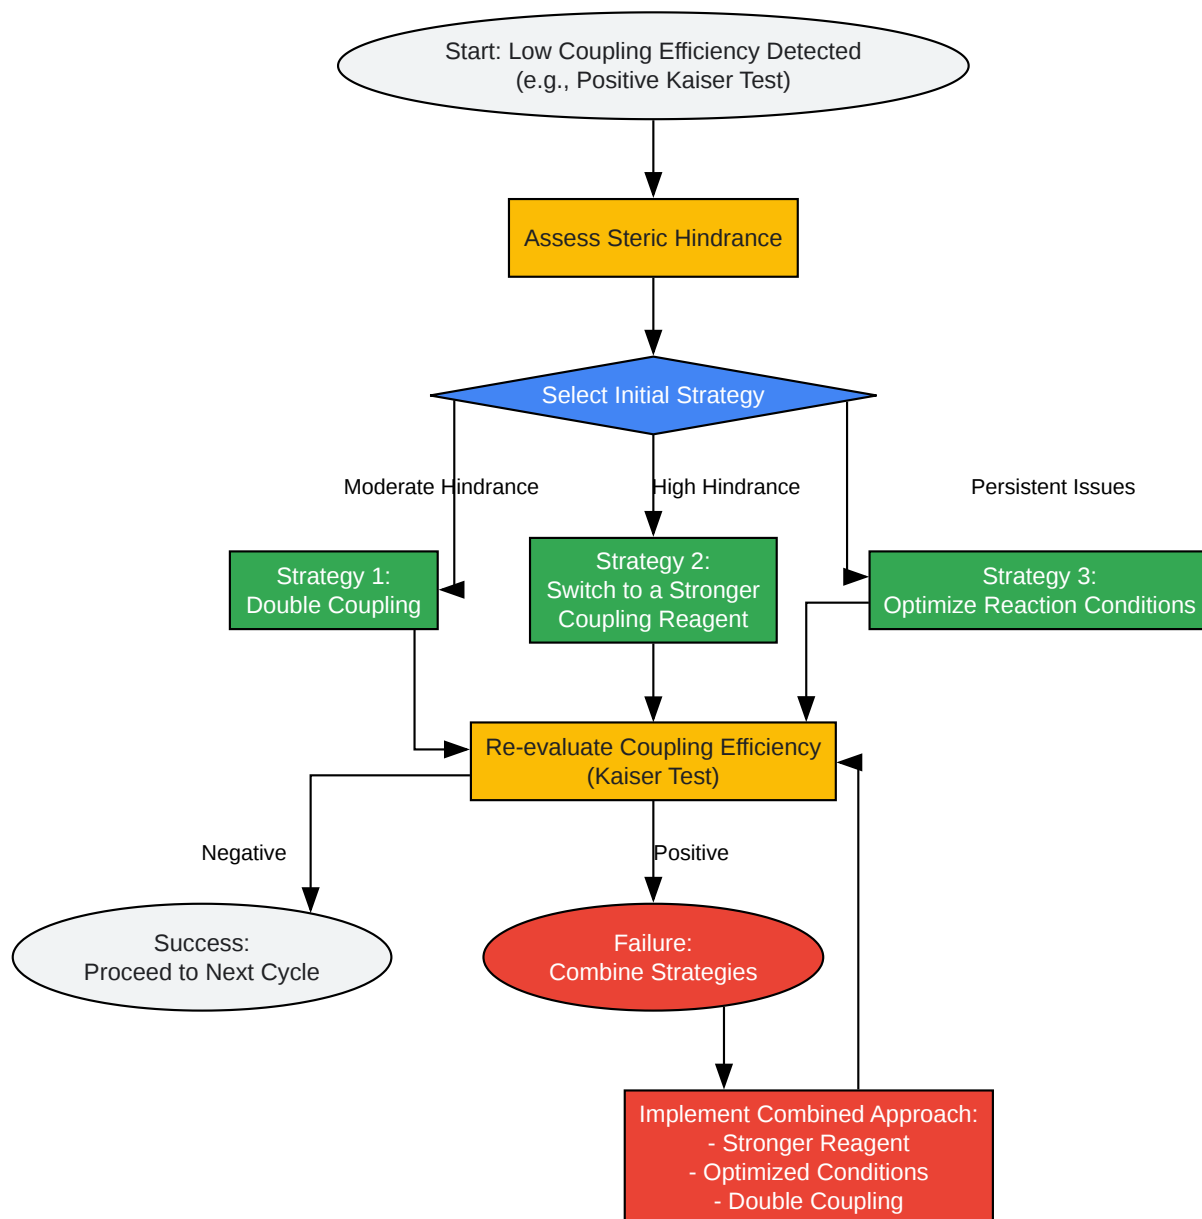 Start: Low Coupling Efficiency Detected
(e.g., Positive Kaiser Test)
Assess Steric Hindrance
Select Initial Strategy
Moderate Hindrance
High Hindrance
Persistent Issues
Strategy 1:
Double Coupling
Strategy 2:
Switch to a Stronger
Coupling Reagent
Strategy 3:
Optimize Reaction Conditions
Re-evaluate Coupling Efficiency
(Kaiser Test)
Negative
Positive
Success:
Proceed to Next Cycle
Failure:
Combine Strategies
Implement Combined Approach:
- Stronger Reagent
- Optimized Conditions
- Double Coupling